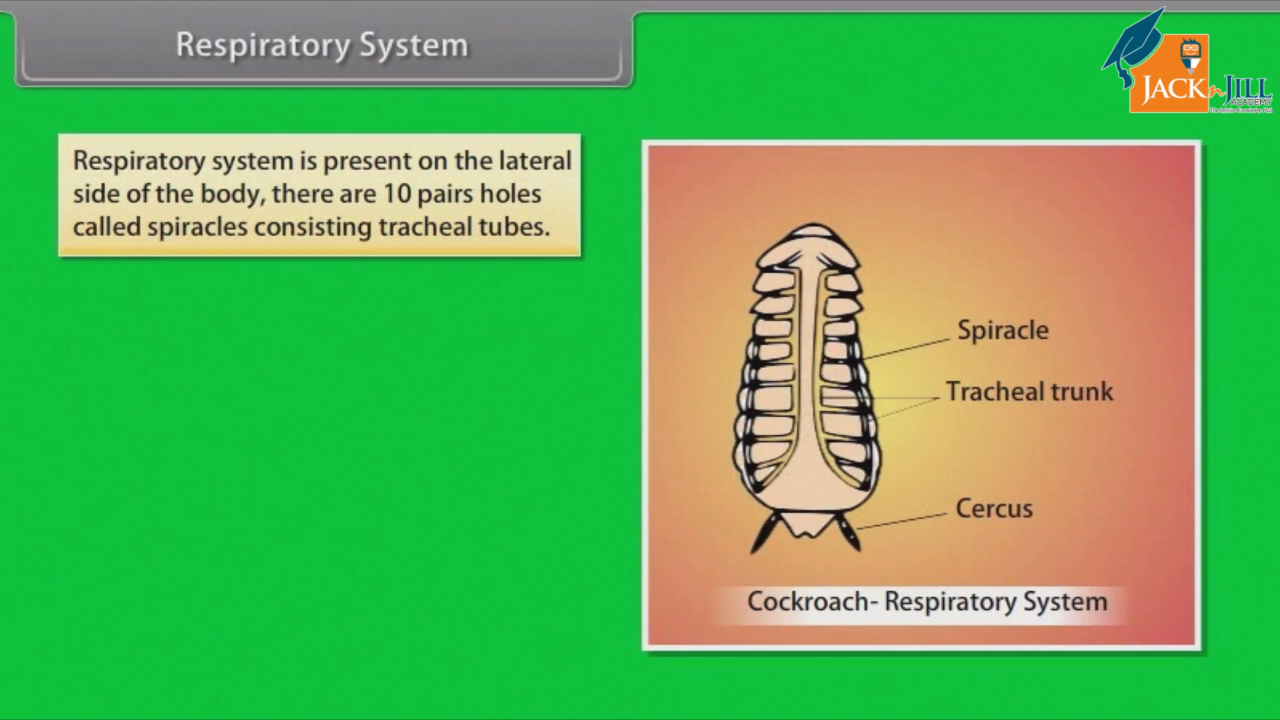 Respiratory System
JACK n JILL
ACADEMY
Respiratory system is present on the lateral
side of the body, there are 10 pairs holes
called spiracles consisting tracheal tubes.
Spiracle
Tracheal trunk
Cercus
Cockroach- Respiratory System